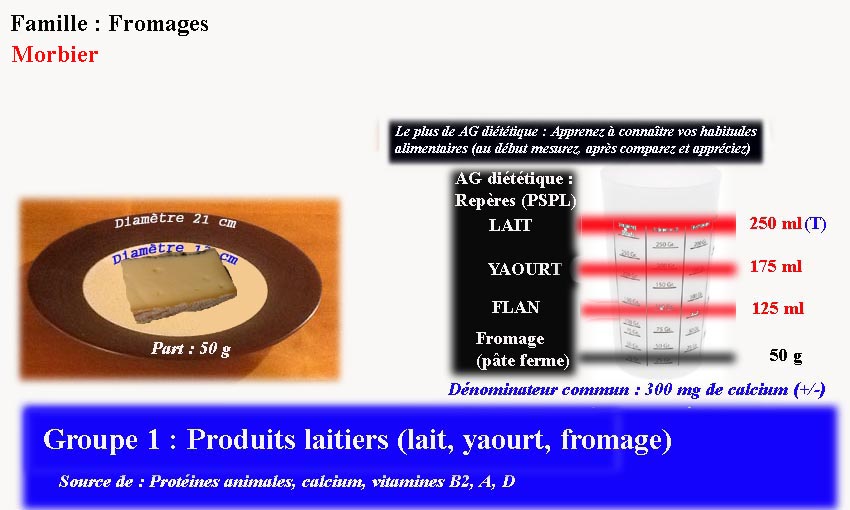 Famille : Fromages
Morbier
Le plus de AG diététique : Apprenez à connaître vos habitudes
alimentaires (au début mesurez, après comparez et appréciez)
AG diététique :
Repères (PSPL)
LAIT
250 ml (T)
YAOURT
175 ml
FLAN
125 ml
Fromage
(pâte ferme)
50 g
Dénominateur commun : 300 mg de calcium (+/-)
Diamètre 21 cm
Diamètre cm
Part : 50 g
Groupe 1 : Produits laitiers (lait, yaourt, fromage)
Source de : Protéines animales, calcium, vitamines B2, A, D